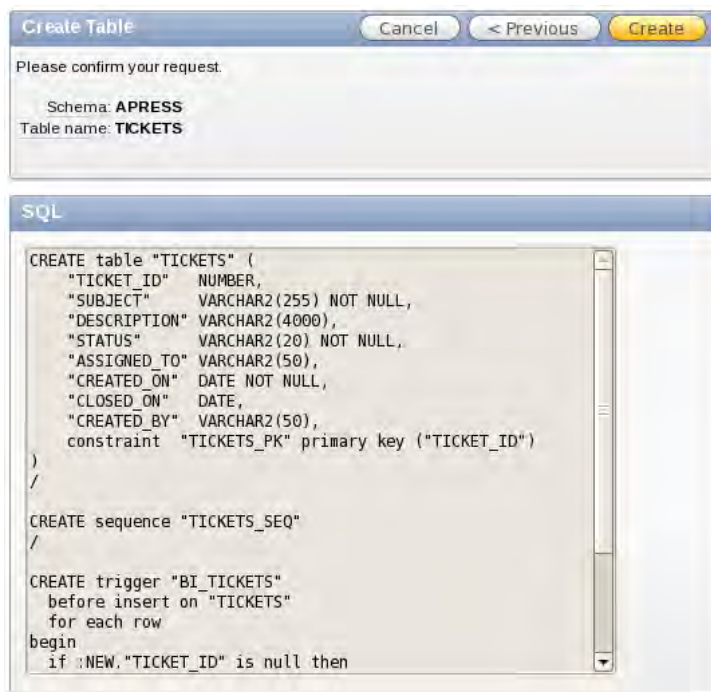 Create Table
Cancel
< Previous
Create
Please confirm your request.
Schema: APRESS
Table name: TICKETS
SQL
CREATE table "TICKETS" (
    "TICKET_ID"   NUMBER,
    "SUBJECT"     VARCHAR2(255) NOT NULL,
    "DESCRIPTION" VARCHAR2(4000),
    "STATUS"      VARCHAR2(20) NOT NULL,
    "ASSIGNED_TO" VARCHAR2(50),
    "CREATED_ON"  DATE NOT NULL,
    "CLOSED_ON"   DATE,
    "CREATED_BY"  VARCHAR2(50),
    constraint  "TICKETS_PK" primary key ("TICKET_ID")
)
/
CREATE sequence "TICKETS_SEQ"
/
CREATE trigger "BI_TICKETS"
  before insert on "TICKETS"
  for each row
begin
  if :NEW."TICKET_ID" is null then